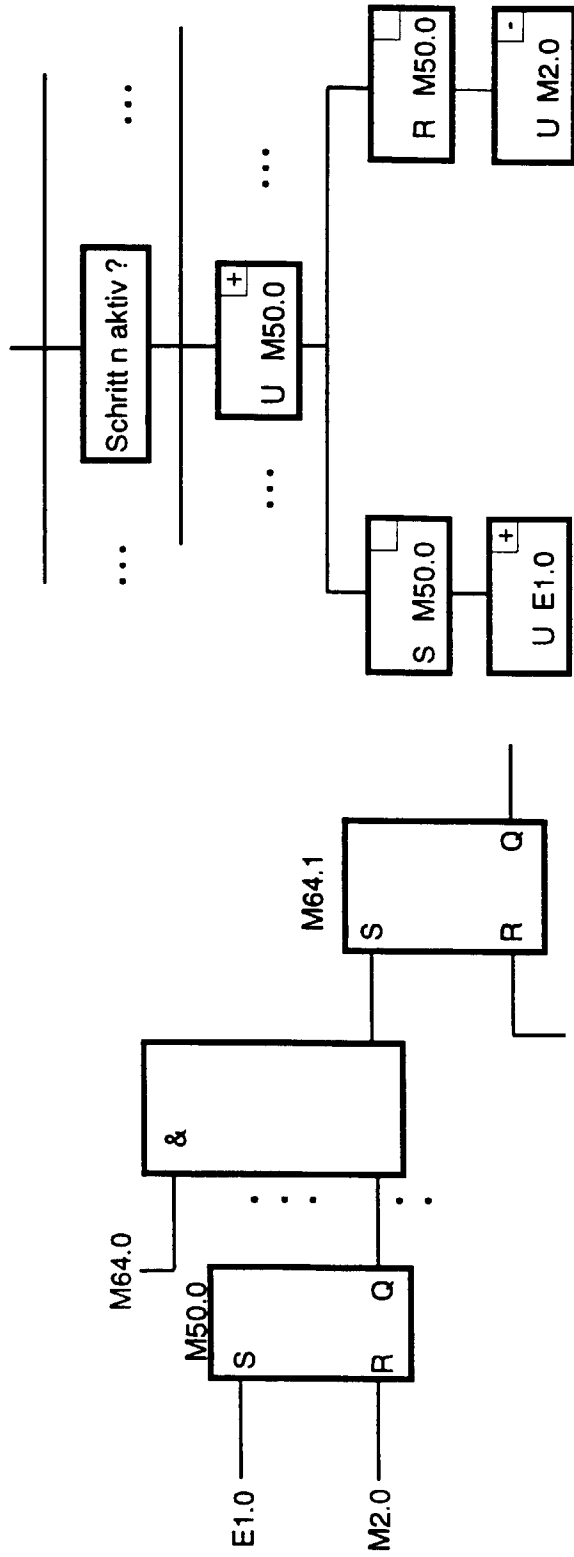 E1.0
M2.0
M50.0
S
R
Q
M64.0
&
. . .
. .
M64.1
S
R
Q
...
Schritt n aktiv ?
...
...
U M50.0
+
...
S M50.0
U E1.0
+
R M50.0
U M2.0
-